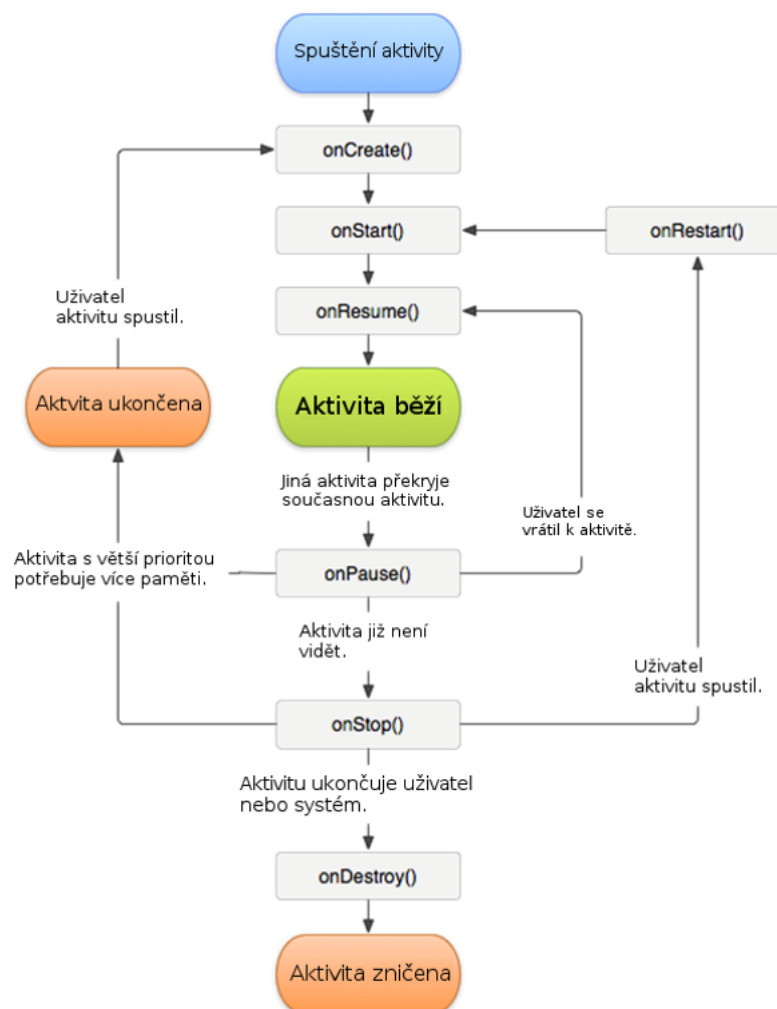 Spuštění aktivity
onCreate()
onStart()
onRestart()
Uživatel
aktivitu spustil.
onResume()
Aktvita ukončena
Aktivita běží
Jiná aktivita překryje
současnou aktivitu.
Uživatel se
vrátil k aktivitě.
Aktivita s větší prioritou
potřebuje více paměti.
onPause()
Aktivita již není
vidět.
Uživatel
aktivitu spustil.
onStop()
Aktivitu ukončuje uživatel
nebo systém.
onDestroy()
Aktivita zničena